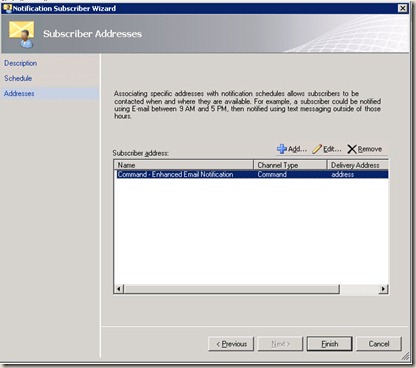 Notification Subscriber Wizard
Subscriber Addresses
Description
Schedule
Addresses
Associating specific addresses with notification schedules allows subscribers to
be contacted when and where they are available. For example, a subscriber could be notified
using E-mail between 9 AM and 5 PM, then notified using text messaging outside of those
hours.
Add... Edit... Remove
Subscriber address:
Name Channel Type Delivery Address
Command - Enhanced Email Notification Command address
< Previous Next > Finish Cancel